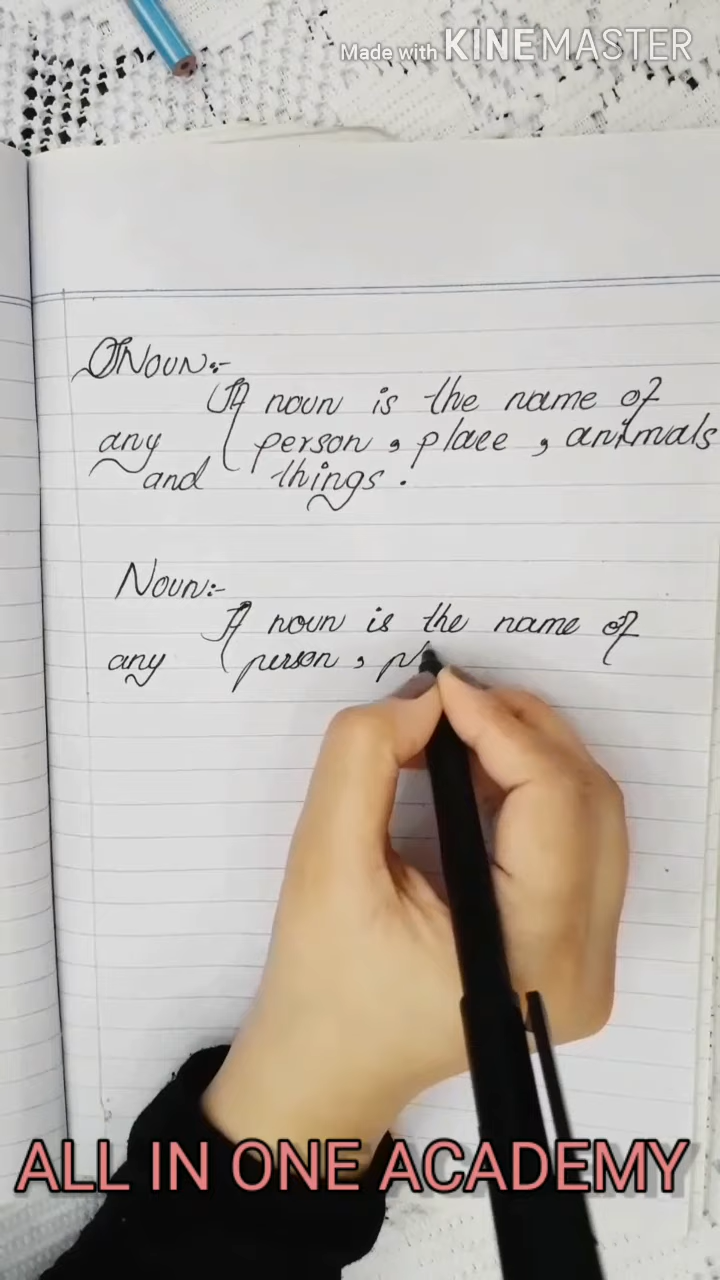 Made with KINEMASTER
Noun:-
A noun is the name of
any person, place, animals
and things.
Noun:-
A noun is the name of
any person, pl
ALL IN ONE ACADEMY